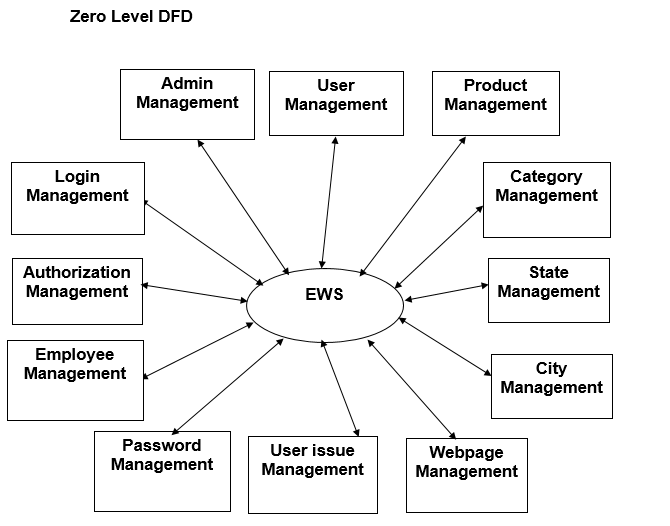 Zero Level DFD
Admin
Management
User
Management
Product
Management
Login
Management
Category
Management
Authorization
Management
EWS
State
Management
Employee
Management
City
Management
Password
Management
User issue
Management
Webpage
Management